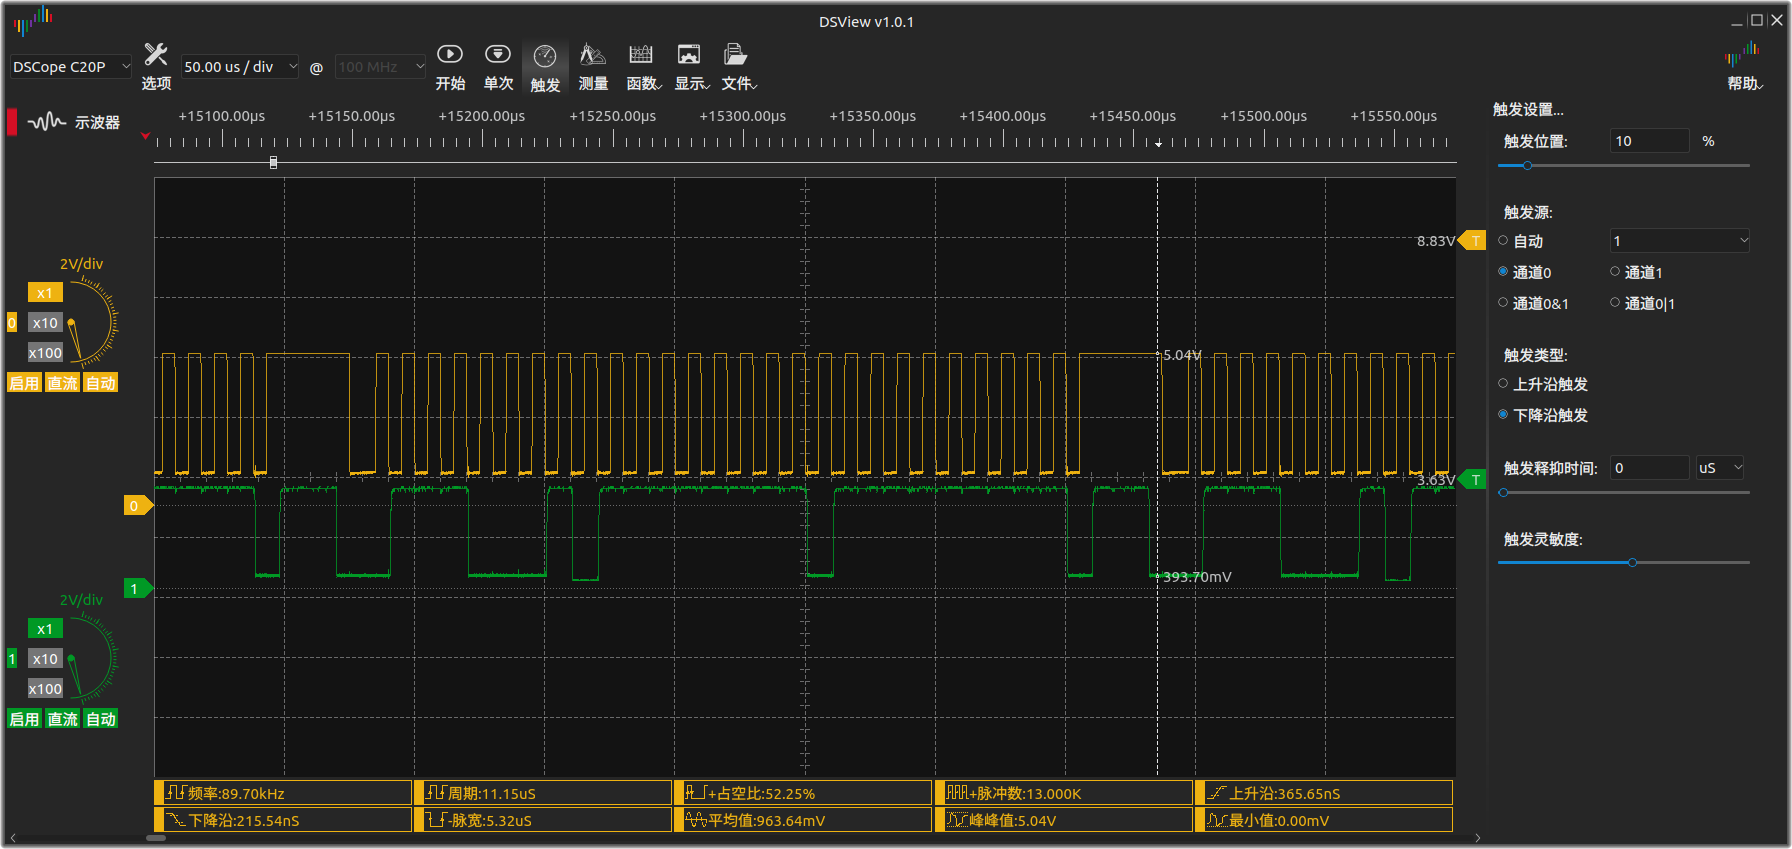 DSView v1.0.1
DSCope C20P
选项
50.00 us / div
@
100 MHz
开始
单次
触发
测量
函数
显示
文件
帮助
示波器
+15100.00μs
+15150.00μs
+15200.00μs
+15250.00μs
+15300.00μs
+15350.00μs
+15400.00μs
+15450.00μs
+15500.00μs
+15550.00μs
2V/div
x1
0
x10
x100
启用 直流 自动
0
1
2V/div
x1
1
x10
x100
启用 直流 自动
8.83V
T
5.04V
3.63V
T
393.70mV
触发设置...
触发位置:
10
%
触发源:
自动
1
通道0
通道1
通道0&1
通道0|1
触发类型:
上升沿触发
下降沿触发
触发释抑时间:
0
uS
触发灵敏度:
频率:89.70kHz
周期:11.15uS
+占空比:52.25%
+脉冲数:13.000K
上升沿:365.65nS
下降沿:215.54nS
-脉宽:5.32uS
平均值:963.64mV
峰峰值:5.04V
最小值:0.00mV